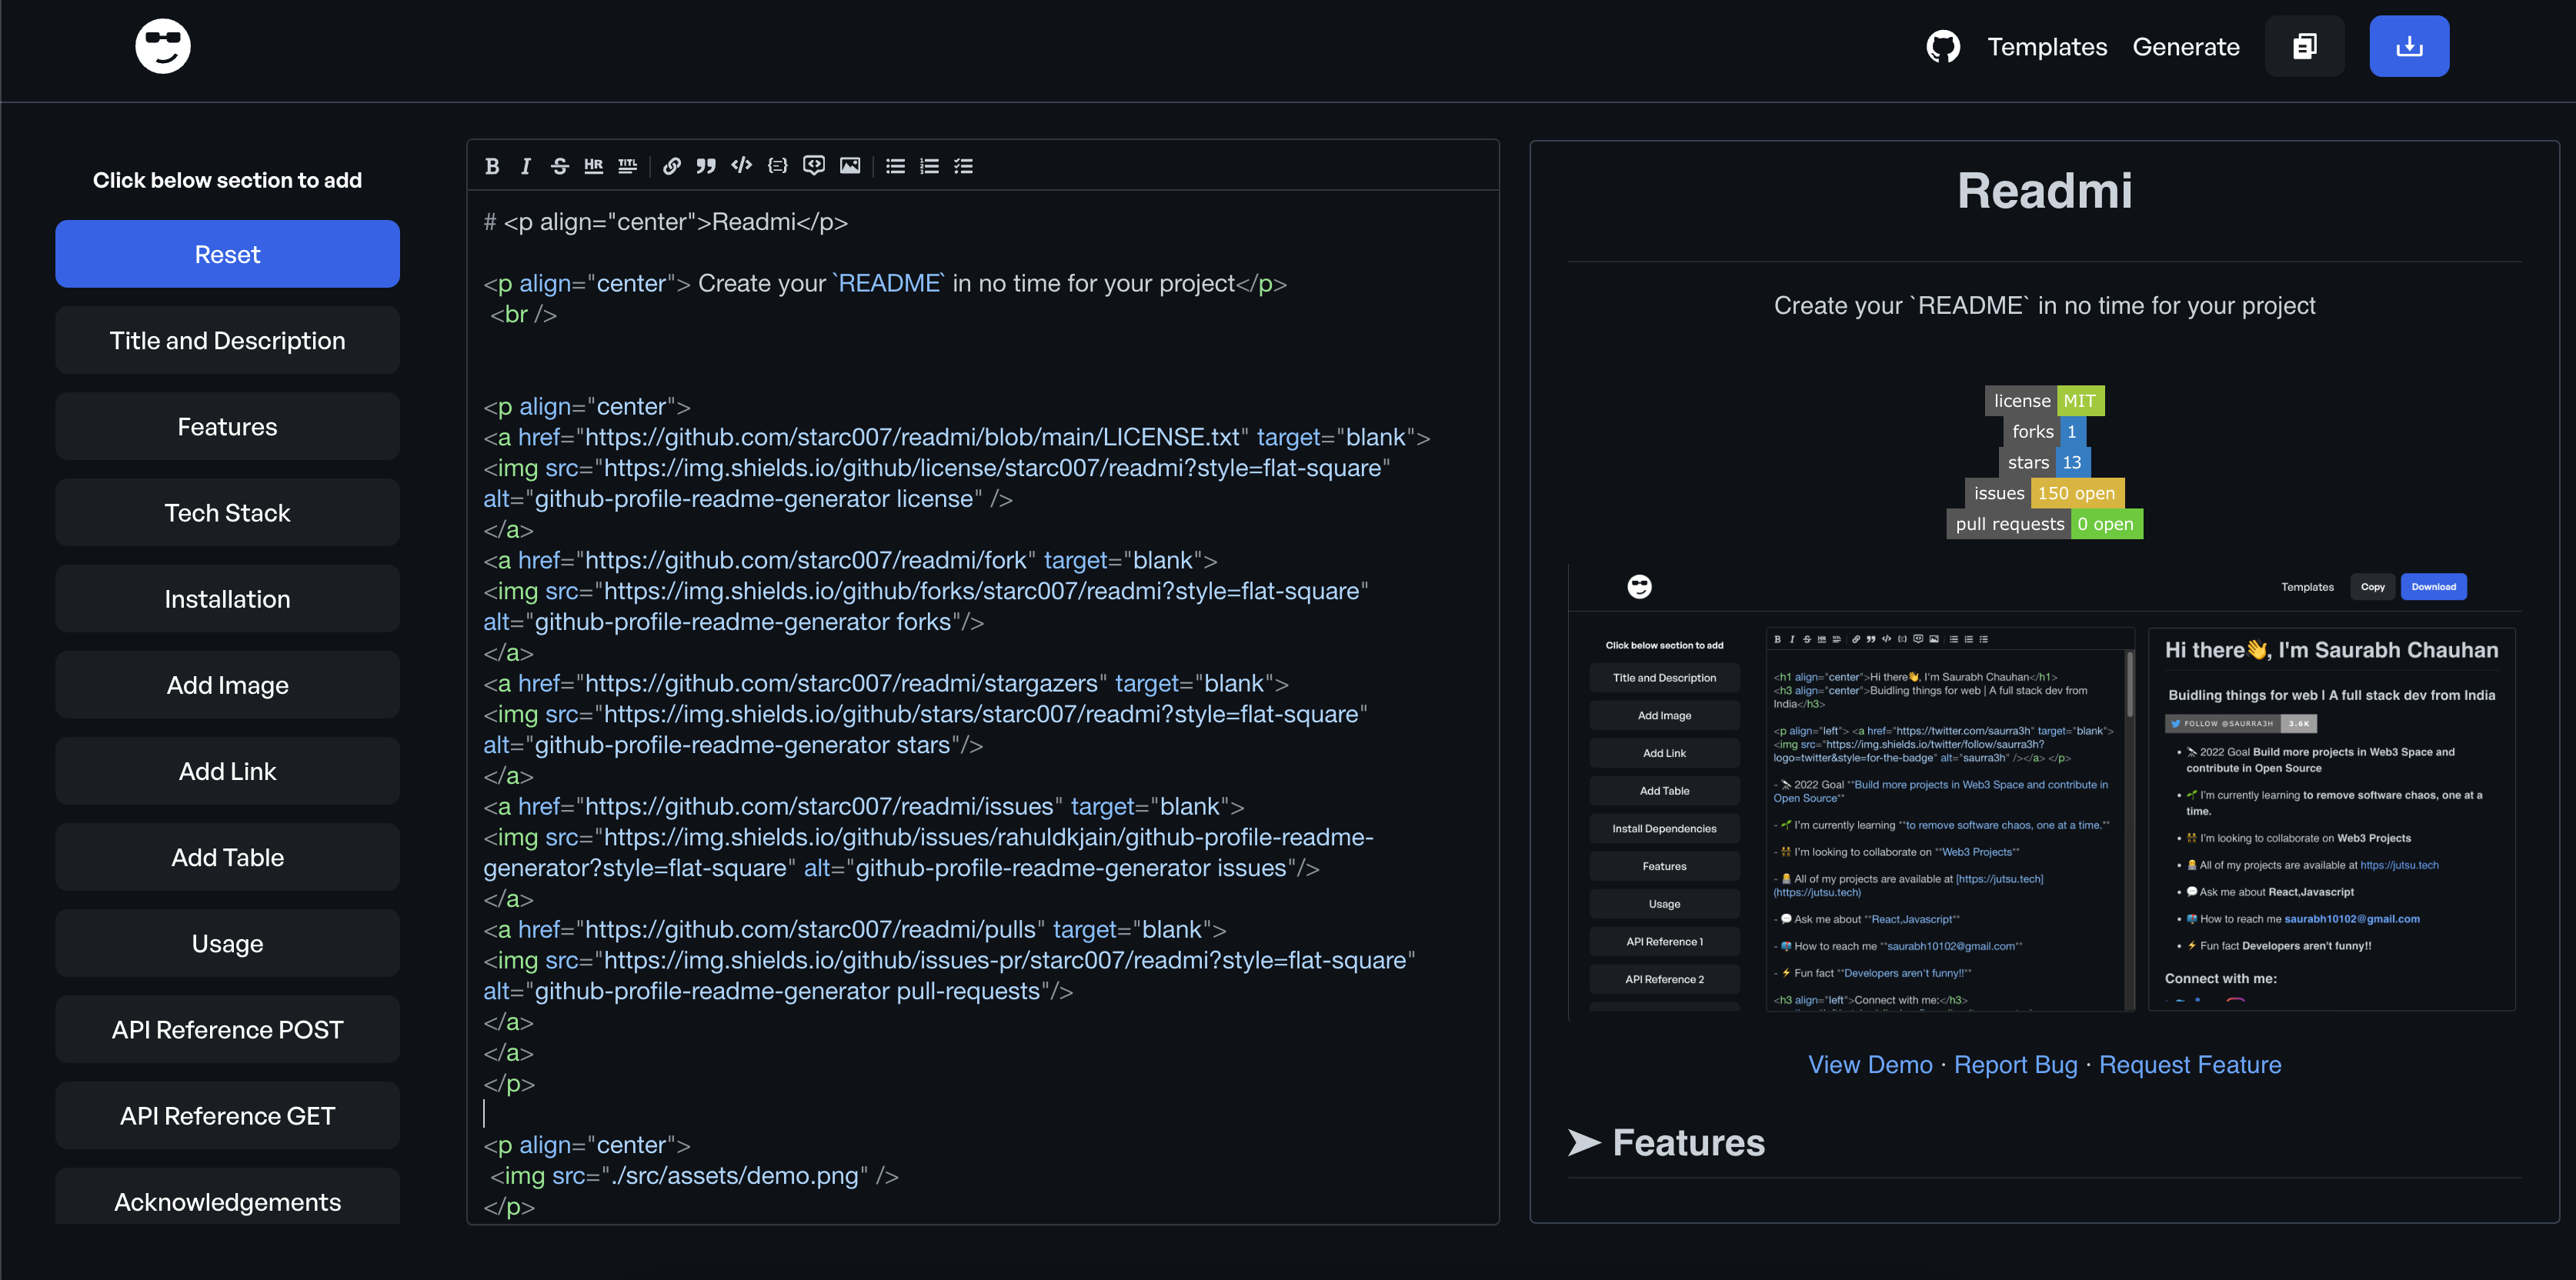 Templates
Generate
Click below section to add
Reset
Title and Description
Features
Tech Stack
Installation
Add Image
Add Link
Add Table
Usage
API Reference POST
API Reference GET
Acknowledgements
B I S HR TITL
# <p align="center">Readmi</p>
<p align="center"> Create your `README` in no time for your project</p>
<br />
<p align="center">
<a href="https://github.com/starc007/readmi/blob/main/LICENSE.txt" target="blank">
<img src="https://img.shields.io/github/license/starc007/readmi?style=flat-square"
alt="github-profile-readme-generator license" />
</a>
<a href="https://github.com/starc007/readmi/fork" target="blank">
<img src="https://img.shields.io/github/forks/starc007/readmi?style=flat-square"
alt="github-profile-readme-generator forks"/>
</a>
<a href="https://github.com/starc007/readmi/stargazers" target="blank">
<img src="https://img.shields.io/github/stars/starc007/readmi?style=flat-square"
alt="github-profile-readme-generator stars"/>
</a>
<a href="https://github.com/starc007/readmi/issues" target="blank">
<img src="https://img.shields.io/github/issues/rahuldkjain/github-profile-readme-
generator?style=flat-square" alt="github-profile-readme-generator issues"/>
</a>
<a href="https://github.com/starc007/readmi/pulls" target="blank">
<img src="https://img.shields.io/github/issues-pr/starc007/readmi?style=flat-square"
alt="github-profile-readme-generator pull-requests"/>
</a>
</a>
</p>
<p align="center">
<img src="./src/assets/demo.png" />
</p>
Readmi
Create your `README` in no time for your project
license MIT
forks 1
stars 13
issues 150 open
pull requests 0 open
Templates
Copy
Download
Click below section to add
Title and Description
Add Image
Add Link
Add Table
Install Dependencies
Features
Usage
API Reference 1
API Reference 2
B I S HR
<h1 align="center">Hi there👋, I'm Saurabh Chauhan</h1>
<h3 align="center">Buidling things for web | A full stack dev from
India</h3>
<p align="left"> <a href="https://twitter.com/saurra3h" target="blank">
<img src="https://img.shields.io/twitter/follow/saurra3h?
logo=twitter&style=for-the-badge" alt="saurra3h" /></a> </p>
- 🔭 2022 Goal **Build more projects in Web3 Space and contribute in
Open Source**
- 🌱 I'm currently learning **to remove software chaos, one at a time.**
- 👯 I'm looking to collaborate on **Web3 Projects**
- 👨‍💻 All of my projects are available at [https://jutsu.tech]
(https://jutsu.tech)
- 💬 Ask me about **React,Javascript**
- 📫 How to reach me **saurabh10102@gmail.com**
- ⚡ Fun fact **Developers aren't funny!!**
<h3 align="left">Connect with me:</h3>
Hi there👋, I'm Saurabh Chauhan
Buidling things for web | A full stack dev from India
FOLLOW @SAURRA3H 3.6K
• 🔭 2022 Goal Build more projects in Web3 Space and
contribute in Open Source
• 🌱 I'm currently learning to remove software chaos, one at a
time.
• 👯 I'm looking to collaborate on Web3 Projects
• 👨‍💻 All of my projects are available at https://jutsu.tech
• 💬 Ask me about React,Javascript
• 📫 How to reach me saurabh10102@gmail.com
• ⚡ Fun fact Developers aren't funny!!
Connect with me:
View Demo · Report Bug · Request Feature
➤ Features